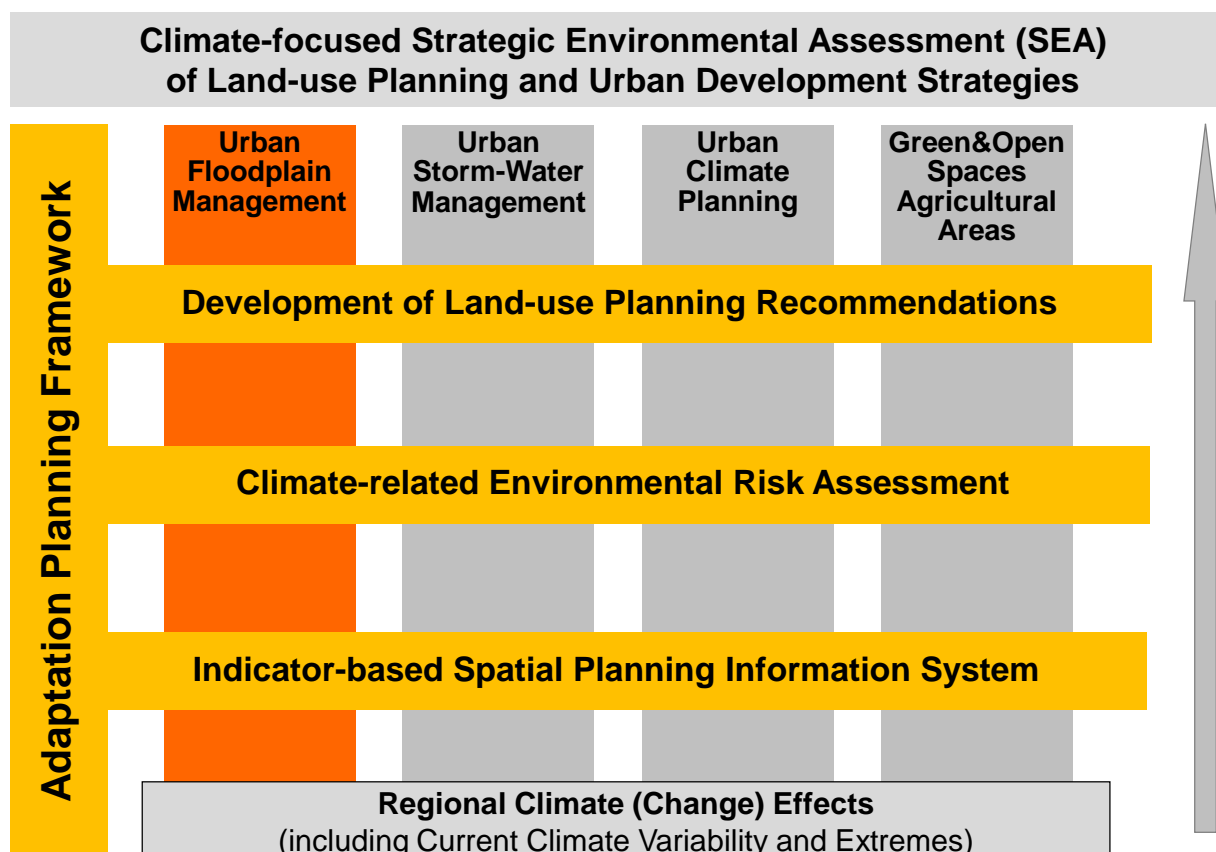 Climate-focused Strategic Environmental Assessment (SEA)
of Land-use Planning and Urban Development Strategies
Adaptation Planning Framework
Urban
Floodplain
Management
Urban
Storm-Water
Management
Urban
Climate
Planning
Green&Open
Spaces
Agricultural
Areas
Development of Land-use Planning Recommendations
Climate-related Environmental Risk Assessment
Indicator-based Spatial Planning Information System
Regional Climate (Change) Effects
(including Current Climate Variability and Extremes)